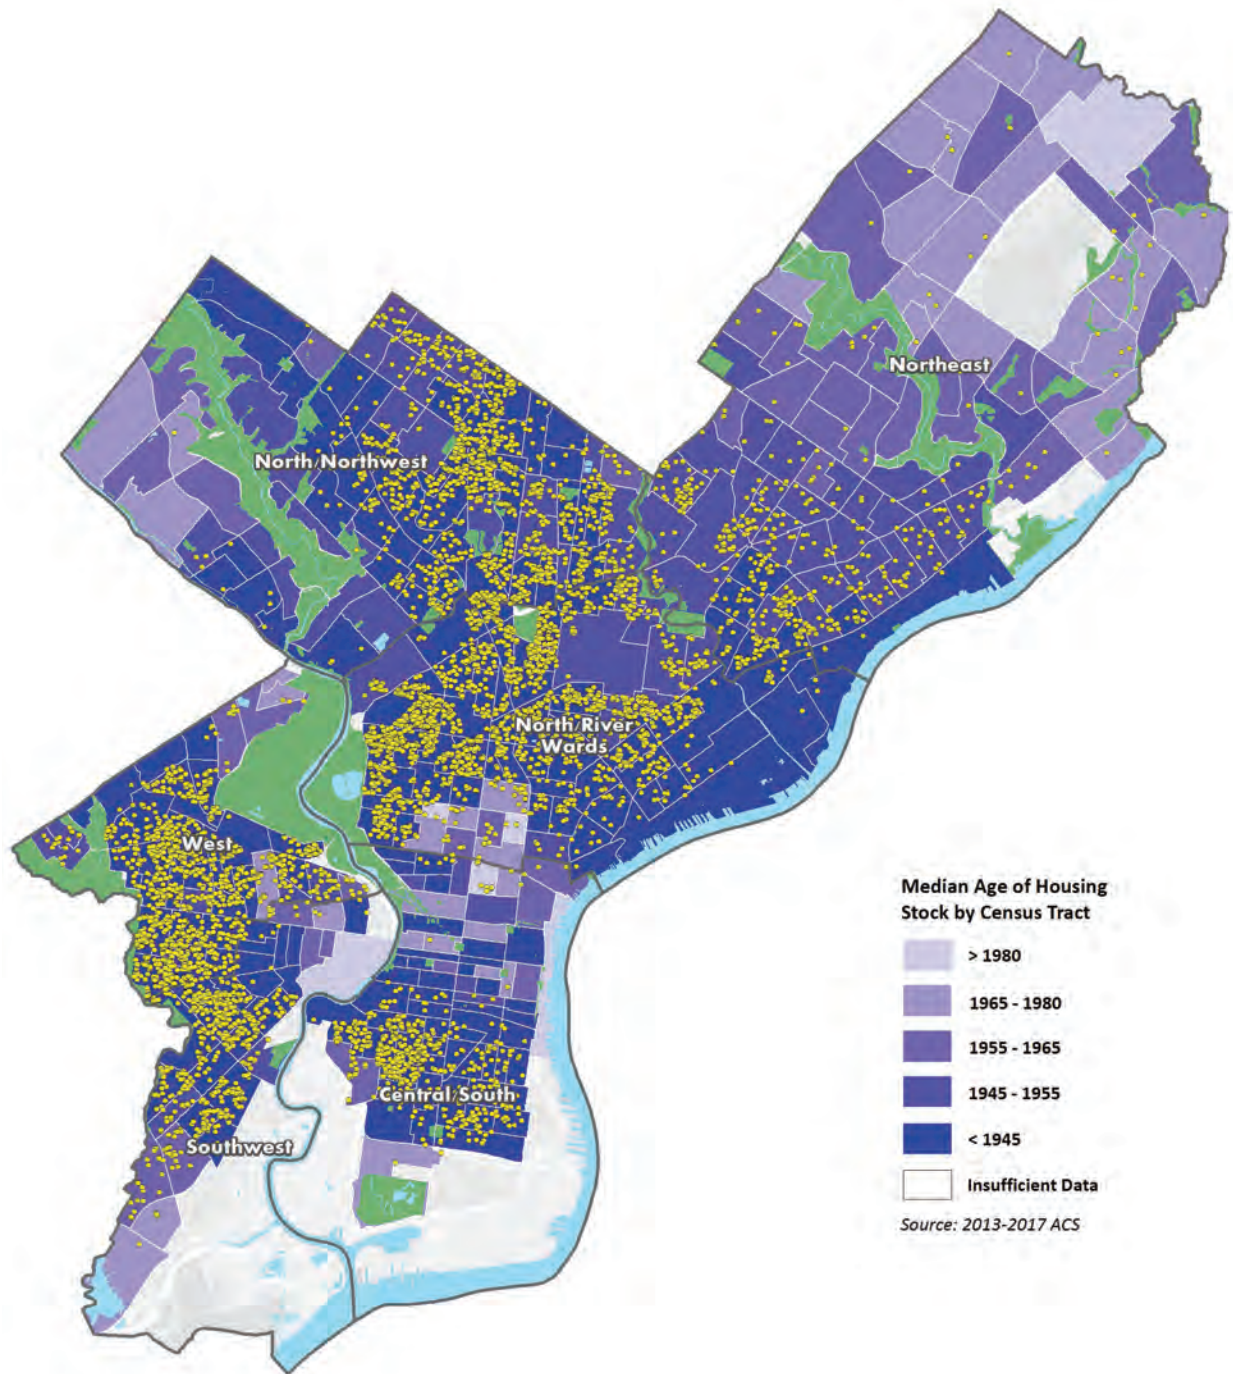 Northeast
North/Northwest
North/River
Wards
West
Central/South
Southwest
Median Age of Housing
Stock by Census Tract
> 1980
1965 - 1980
1955 - 1965
1945 - 1955
< 1945
Insufficient Data
Source: 2013-2017 ACS